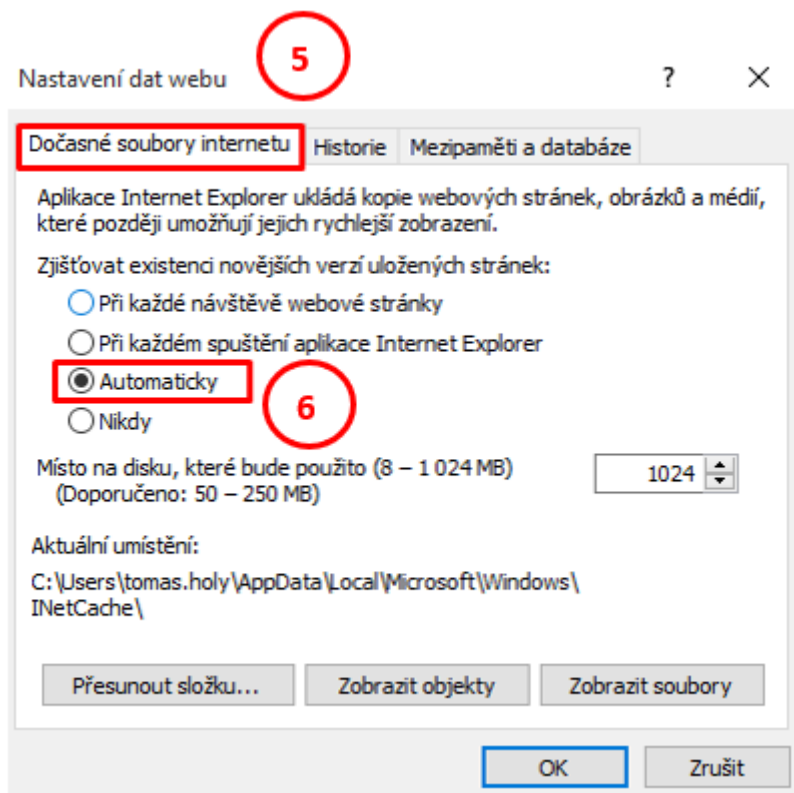 5
Nastavení dat webu
?
Dočasné soubory internetu
Historie
Mezipaměti a databáze
Aplikace Internet Explorer ukládá kopie webových stránek, obrázků a médií,
které později umožňují jejich rychlejší zobrazení.
Zjišťovat existenci novějších verzí uložených stránek:
Při každé návštěvě webové stránky
Při každém spuštění aplikace Internet Explorer
Automaticky
6
Nikdy
Místo na disku, které bude použito (8 – 1 024 MB)
1024
(Doporučeno: 50 – 250 MB)
Aktuální umístění:
C:\Users\tomas.holy\AppData\Local\Microsoft\Windows\
INetCache\
Přesunout složku...
Zobrazit objekty
Zobrazit soubory
OK
Zrušit